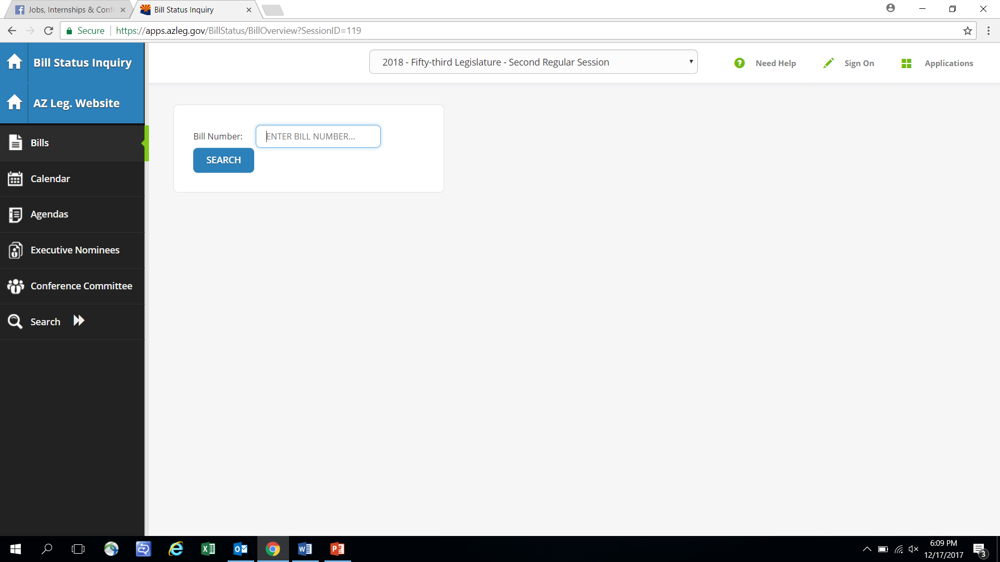 Jobs, Internships & Conf
Bill Status Inquiry
Secure
https://apps.azleg.gov/BillStatus/BillOverview?SessionID=119
Bill Status Inquiry
AZ Leg. Website
2018 - Fifty-third Legislature - Second Regular Session
Need Help
Sign On
Applications
Bills
Calendar
Agendas
Executive Nominees
Conference Committee
Search
Bill Number:
ENTER BILL NUMBER...
SEARCH
6:09 PM
12/17/2017
3